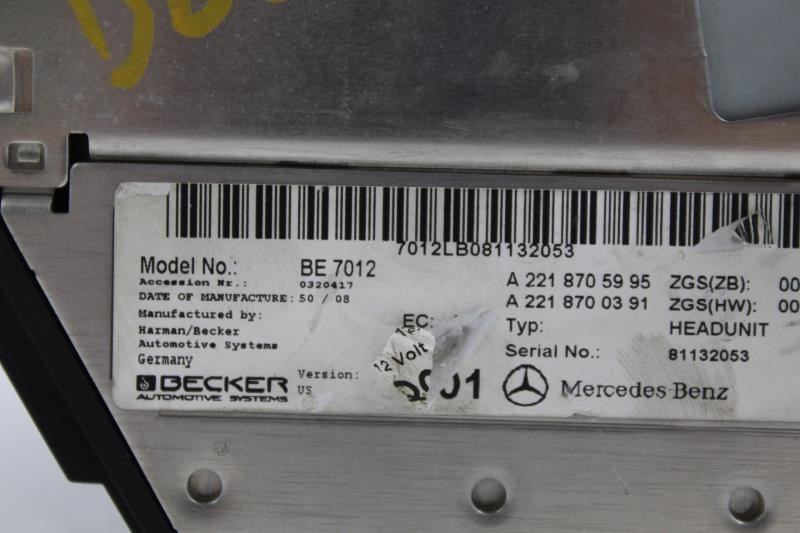 7012LB081132053
Model No.: BE 7012
Accession Nr.: 0320417
DATE OF MANUFACTURE: 50 / 08
Manufactured by:
Harman/Becker
Automotive Systems
Germany
BECKER
AUTOMOTIVE SYSTEMS
Version:
US
EC:
12 Volt
A 221 870 59 95 ZGS(ZB): 00
A 221 870 03 91 ZGS(HW): 00
Typ: HEADUNIT
Serial No.: 81132053
Mercedes-Benz